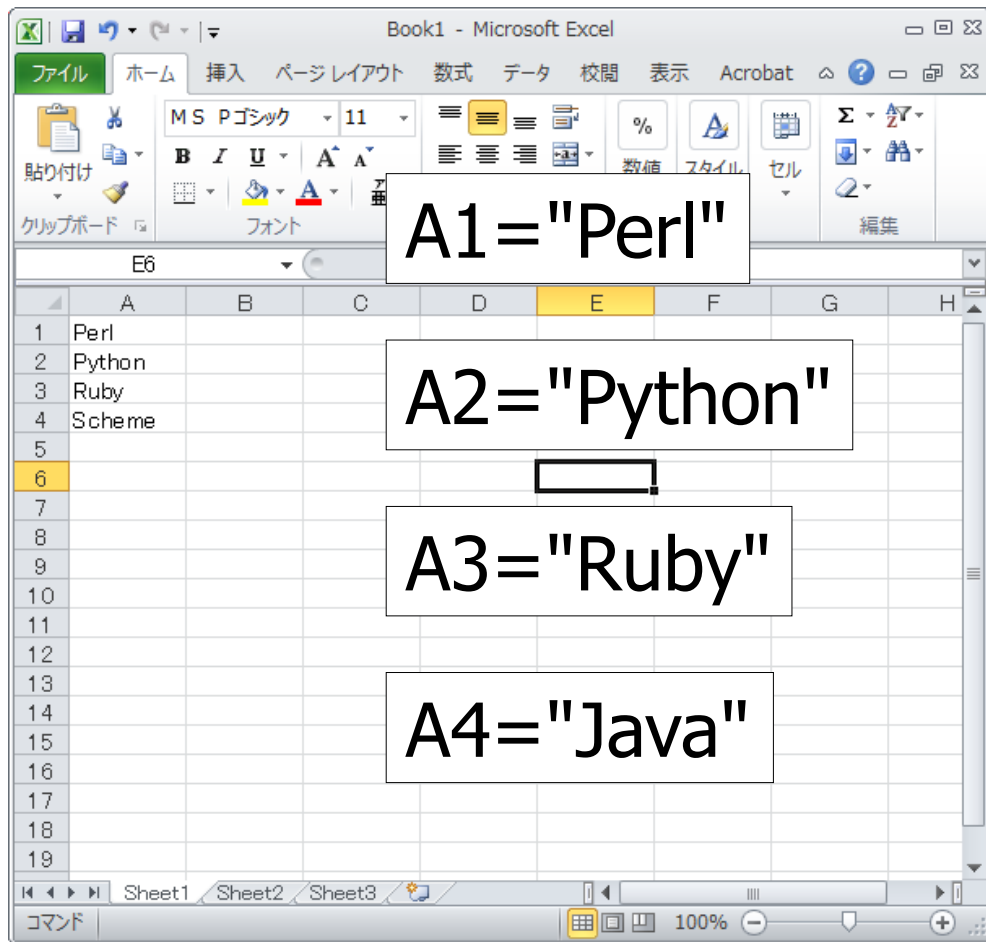 Book1 - Microsoft Excel
ファイル ホーム 挿入 ページ レイアウト 数式 データ 校閲 表示 Acrobat
MS Pゴシック 11
% 
貼り付け B I U A A 数値 スタイル セル
A ア亜
クリップボード フォント 編集
A1="Perl"
E6
A B C D E F G H
1 Perl
2 Python
3 Ruby
4 Scheme
A2="Python"
5
6
7
8
9
A3="Ruby"
10
11
12
13
14
A4="Java"
15
16
17
18
19
Sheet1 Sheet2 Sheet3
コマンド 100%